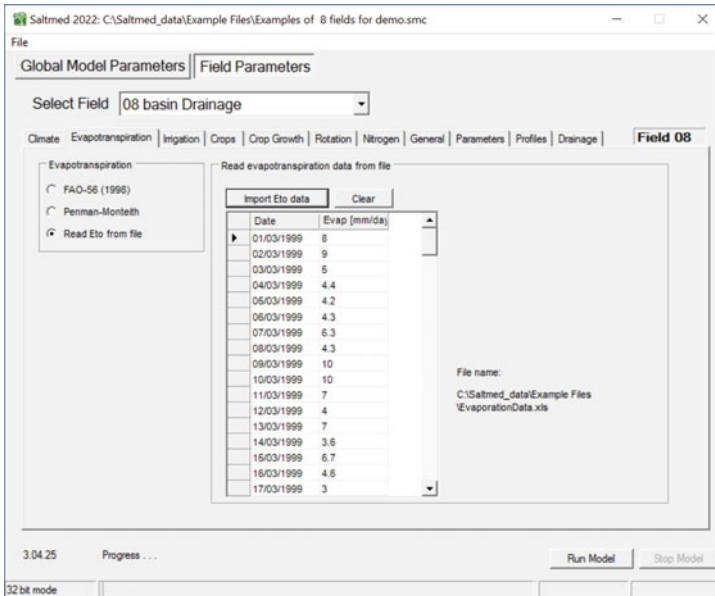 Saltmed 2022: C:\Saltmed_data\Example Files\Examples of 8 fields for demo.smc
File
Global Model Parameters Field Parameters
Select Field 08 basin Drainage
Climate Evapotranspiration Irrigation Crops Crop Growth Rotation Nitrogen General Parameters Profiles Drainage Field 08
Evapotranspiration
FAO-56 (1998)
Penman-Monteith
Read Eto from file
Read evapotranspiration data from file
Import Eto data Clear
Date Evap [mm/day
01/03/1999 8
02/03/1999 9
03/03/1999 5
04/03/1999 4.4
05/03/1999 4.2
06/03/1999 4.3
07/03/1999 6.3
08/03/1999 4.3
09/03/1999 10
10/03/1999 10
11/03/1999 7
12/03/1999 4
13/03/1999 7
14/03/1999 3.6
15/03/1999 6.7
16/03/1999 4.6
17/03/1999 3
File name:
C:\Saltmed_data\Example Files
\EvaporationData.xls
3.04.25 Progress . . .
Run Model Stop Model
32 bit mode